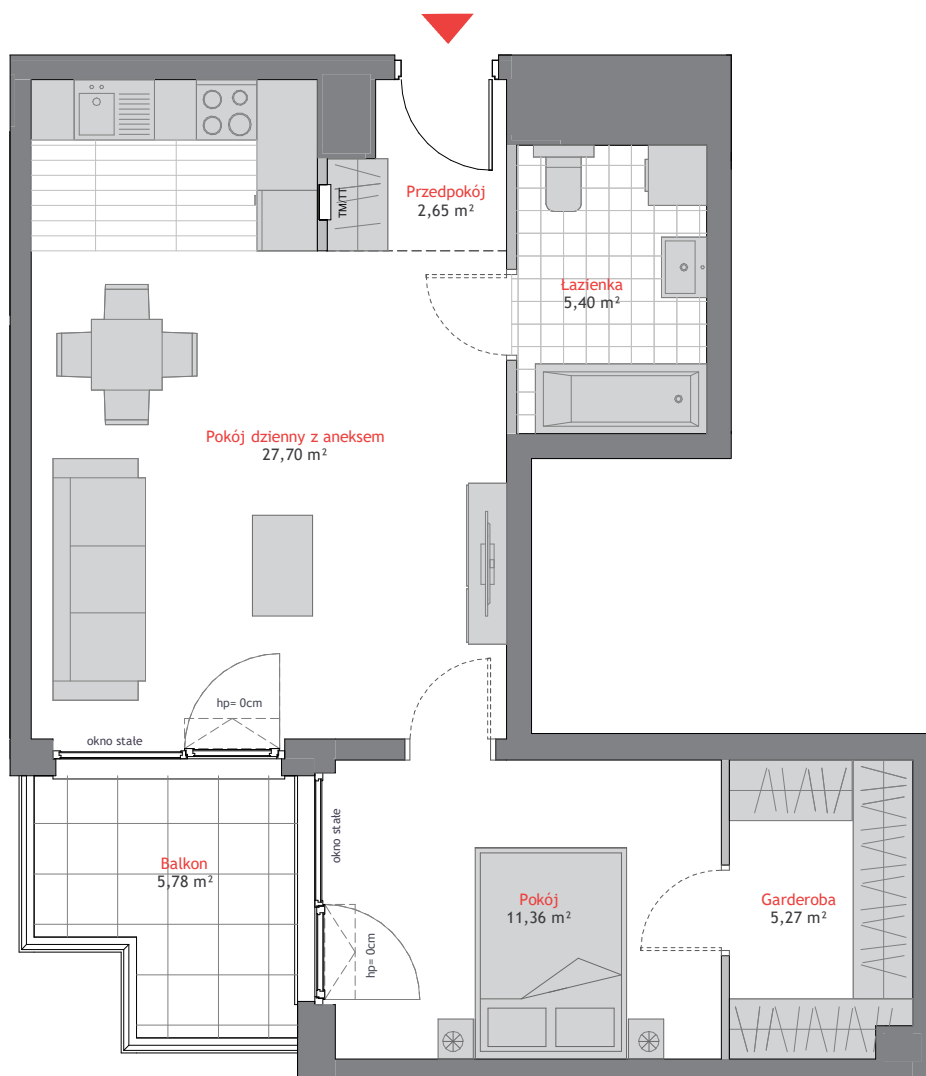 Przedpokój
2,65 m²
TM/TT
Łazienka
5,40 m²
Pokój dzienny z aneksem
27,70 m²
hp= 0cm
okno stałe
okno stałe
Balkon
5,78 m²
Pokój
11,36 m²
Garderoba
5,27 m²
hp= 0cm